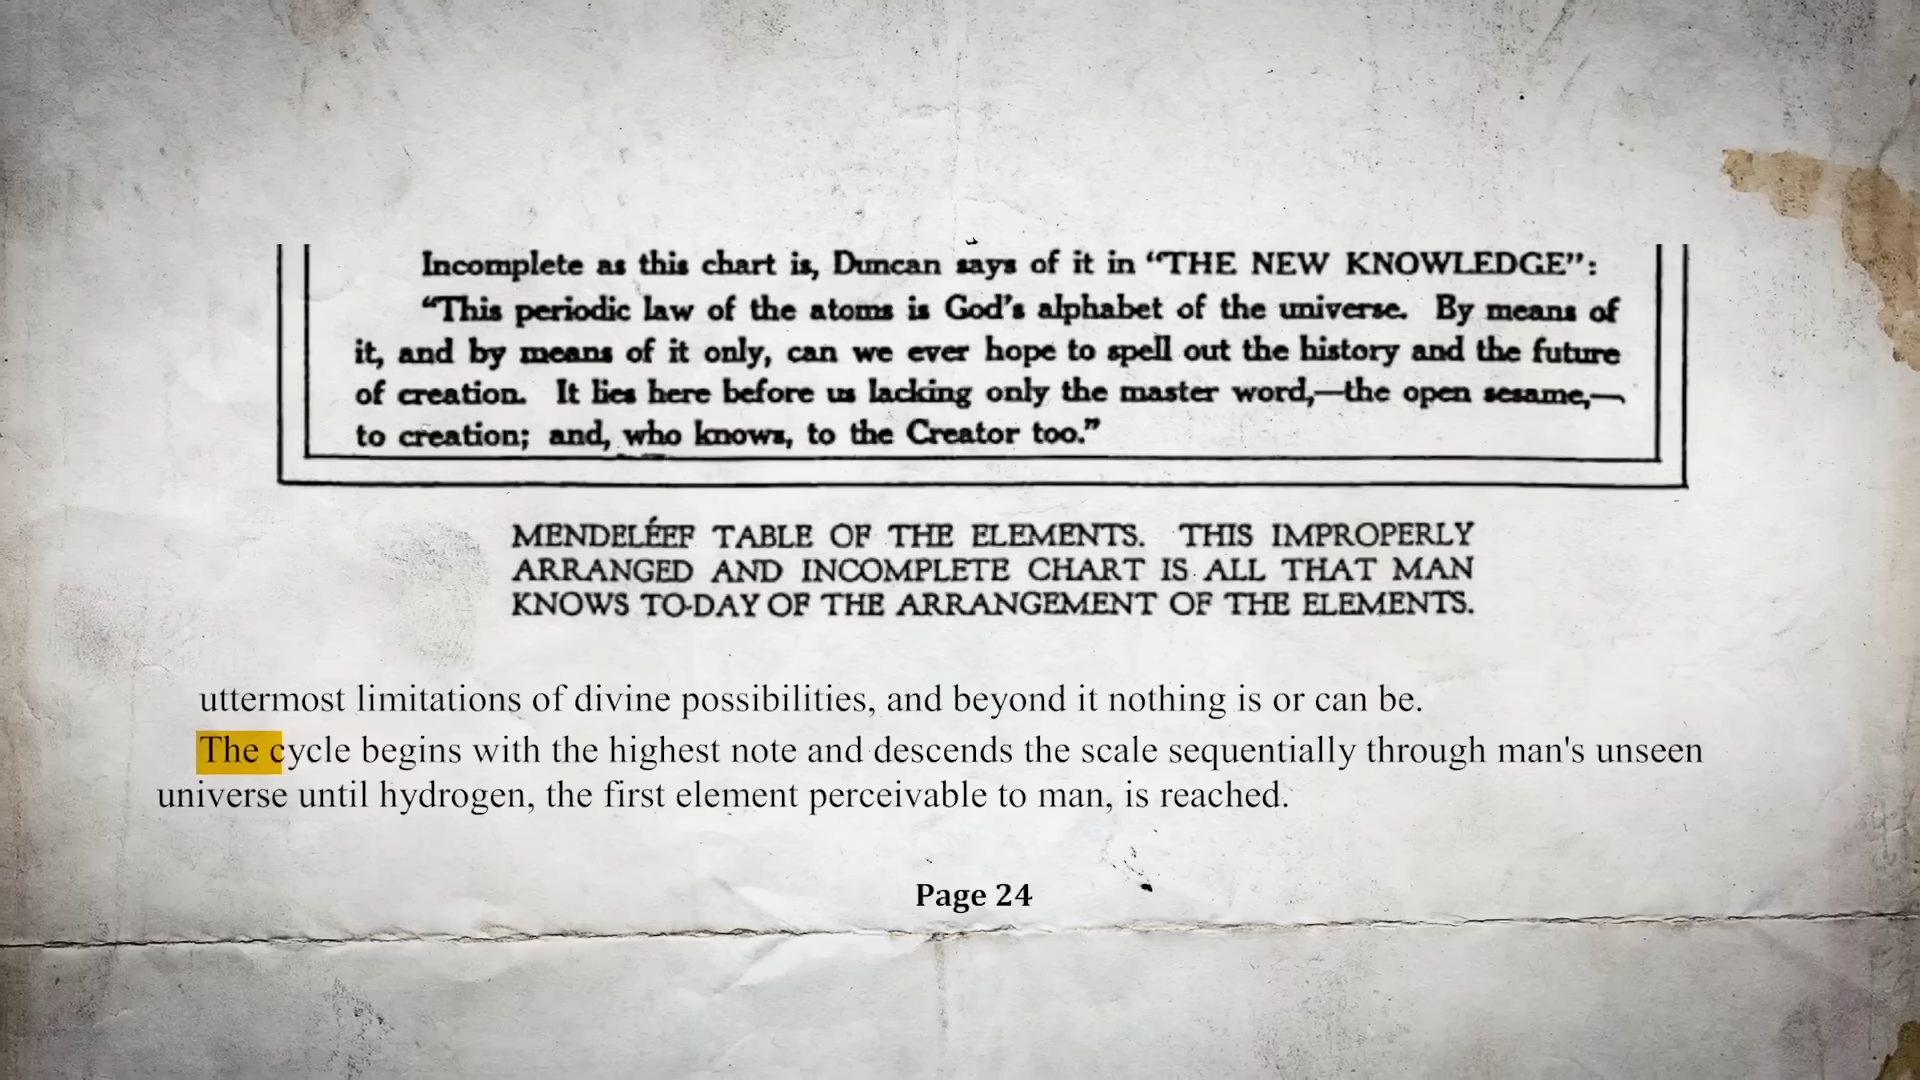 Incomplete as this chart is, Duncan says of it in “THE NEW KNOWLEDGE”:
“This periodic law of the atoms is God’s alphabet of the universe. By means of
it, and by means of it only, can we ever hope to spell out the history and the future
of creation. It lies here before us lacking only the master word,—the open sesame,—
to creation; and, who knows, to the Creator too.”
MENDELÉEF TABLE OF THE ELEMENTS. THIS IMPROPERLY
ARRANGED AND INCOMPLETE CHART IS ALL THAT MAN
KNOWS TO-DAY OF THE ARRANGEMENT OF THE ELEMENTS.
uttermost limitations of divine possibilities, and beyond it nothing is or can be.
The cycle begins with the highest note and descends the scale sequentially through man's unseen
universe until hydrogen, the first element perceivable to man, is reached.
Page 24